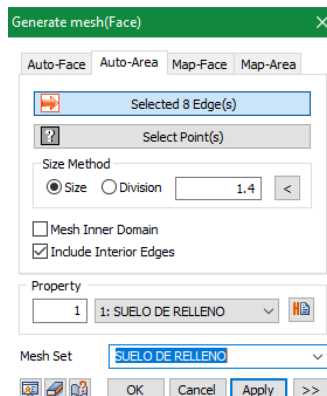 Generate mesh(Face)
Auto-Face Auto-Area Map-Face Map-Area
Selected 8 Edge(s)
? Select Point(s)
Size Method
Size Division 1.4 <
Mesh Inner Domain
Include Interior Edges
Property
1 1: SUELO DE RELLENO
Mesh Set SUELO DE RELLENO
OK Cancel Apply >>